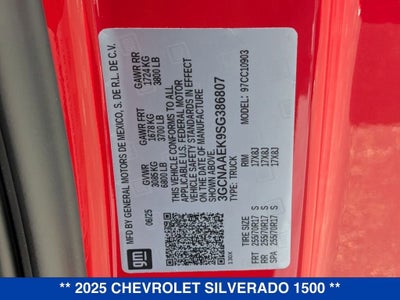 MFD BY GENERAL MOTORS DE MEXICO, S. DE R.L. DE C.V.
GVWR GAWR FRT GAWR RR
3085 KG 1678 KG 1724 KG
6800 LB 3700 LB 3800 LB
THIS VEHICLE CONFORMS TO ALL
APPLICABLE U.S. FEDERAL MOTOR
VEHICLE SAFETY STANDARDS IN EFFECT ON
THE DATE OF MANUFACTURE
SHOWN ABOVE
3GCNAAEK9SG386807
TYPE: TRUCK
97CC10903
gm
06/25
TIRE SIZE RIM
FRT 255/70R17 S 17X8J
RR 255/70R17 S 17X8J
SPA 255/70R17 S 17X8J
** 2025 CHEVROLET SILVERADO 1500 **